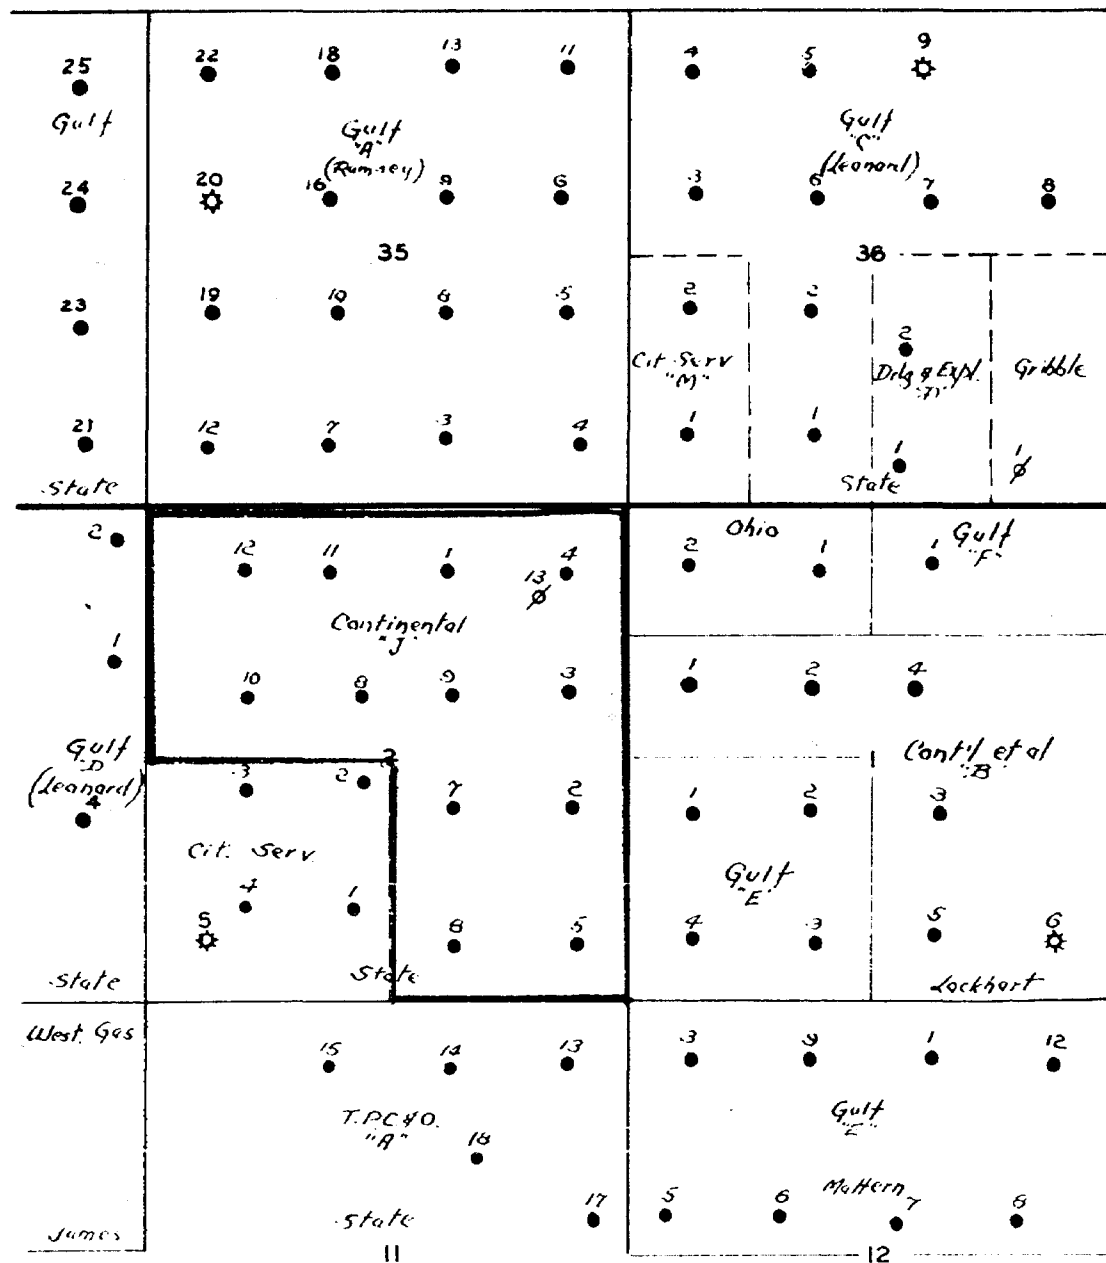 25 22 18 13 11 4 5 9
Gulf
Gulf
"A"
(Rumsey)
Gulf
"C"
(Leonard)
24 20 16 9 6 3 6 7 8
35 36
23 19 10 8 5 2 2 2
Cit. Serv
"M"
Drlg & Expl.
Gribble
21 12 7 3 4 1 1 1 1
State State
2 12 11 1 4 2 Ohio 1 1 Gulf
"F"
13
Continental
"J"
1 10 8 9 3 1 2 4
2
Gulf
"D"
(Leonard)
4
Cont'l et al
"B"
3 2 7 2 1 2 3
Cit. Serv.
Gulf
"E"
5 4 1 8 5 4 3 5 6
State State Lockhart
West. Gas
15 14 13 3 9 1 12
T.P.C & O.
"A"
Gulf
"E"
18
Mattern
17 5 6 7 8
James State
11 12